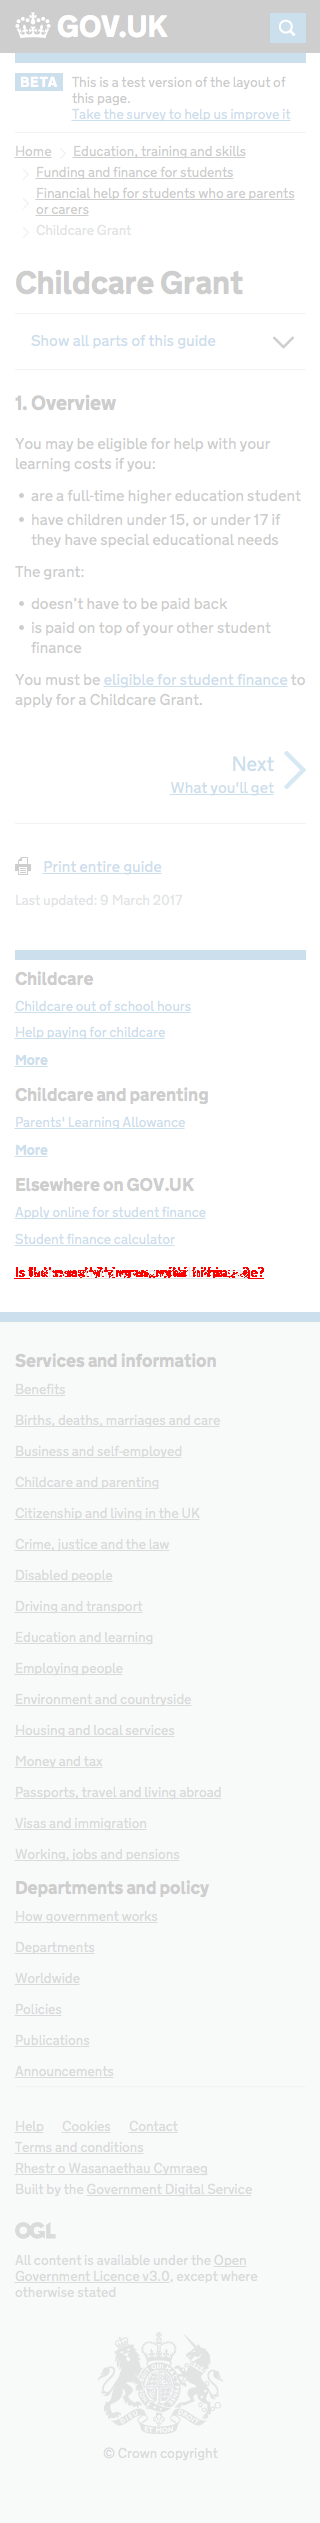 GOV.UK
BETA This is a test version of the layout of
this page.
Take the survey to help us improve it
Home Education, training and skills
Funding and finance for students
Financial help for students who are parents
or carers
Childcare Grant
Childcare Grant
Show all parts of this guide
1. Overview
You may be eligible for help with your
learning costs if you:
• are a full-time higher education student
• have children under 15, or under 17 if
they have special educational needs
The grant:
• doesn't have to be paid back
• is paid on top of your other student
finance
You must be eligible for student finance to
apply for a Childcare Grant.
Next
What you'll get
Print entire guide
Last updated: 9 March 2017
Childcare
Childcare out of school hours
Help paying for childcare
More
Childcare and parenting
Parents' Learning Allowance
More
Elsewhere on GOV.UK
Apply online for student finance
Student finance calculator
Is
Services and information
Benefits
Births, deaths, marriages and care
Business and self-employed
Childcare and parenting
Citizenship and living in the UK
Crime, justice and the law
Disabled people
Driving and transport
Education and learning
Employing people
Environment and countryside
Housing and local services
Money and tax
Passports, travel and living abroad
Visas and immigration
Working, jobs and pensions
Departments and policy
How government works
Departments
Worldwide
Policies
Publications
Announcements
Help Cookies Contact
Terms and conditions
Rhestr o Wasanaethau Cymraeg
Built by the Government Digital Service
OGL
All content is available under the Open
Government Licence v3.0, except where
otherwise stated
© Crown copyright